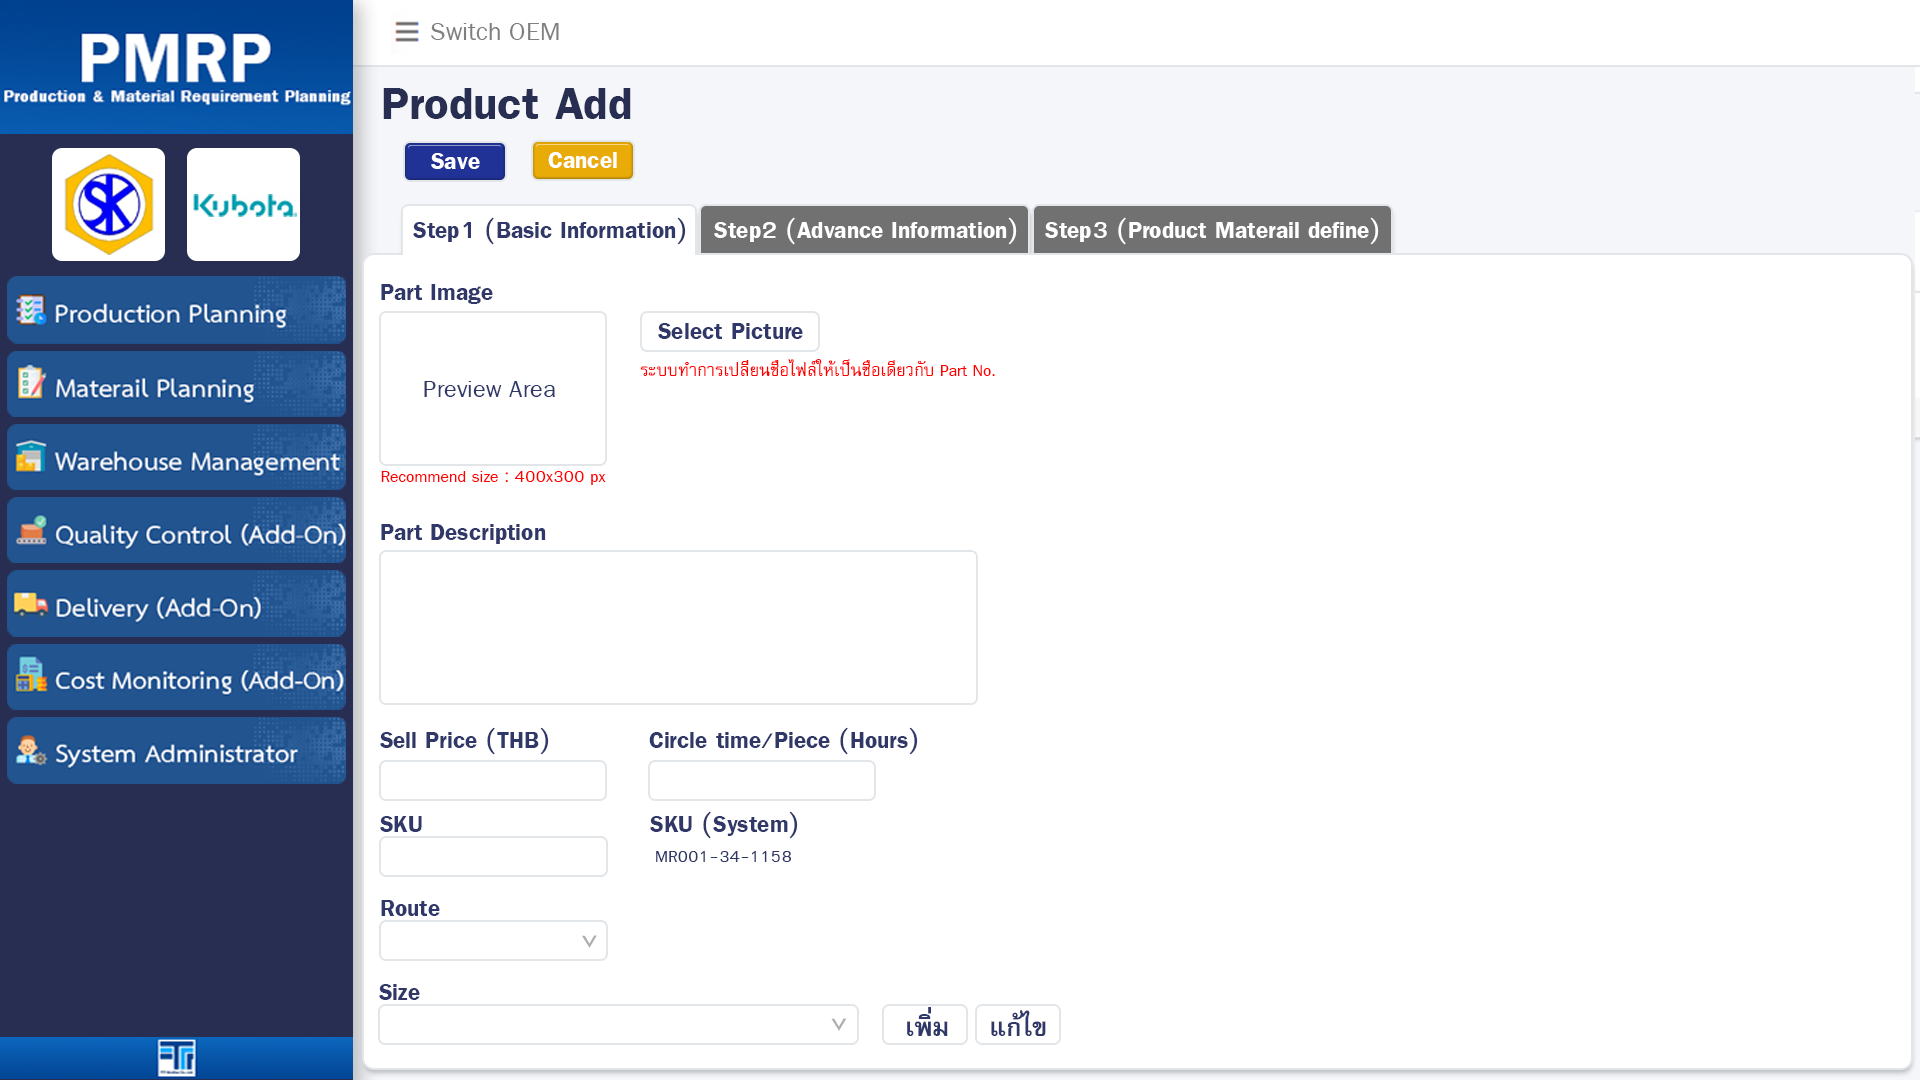 PMRP
Production & Material Requirement Planning
SK
Kubota
Production Planning
Materail Planning
Warehouse Management
Quality Control (Add-On)
Delivery (Add-On)
Cost Monitoring (Add-On)
System Administrator
Switch OEM
Product Add
Save
Cancel
Step1 (Basic Information)
Step2 (Advance Information)
Step3 (Product Materail define)
Part Image
Preview Area
Select Picture
ระบบทำการเปลี่ยนชื่อไฟล์ให้เป็นชื่อเดียวกับ Part No.
Recommend size : 400x300 px
Part Description
Sell Price (THB)
Circle time/Piece (Hours)
SKU
SKU (System)
MR001-34-1158
Route
Size
เพิ่ม
แก้ไข